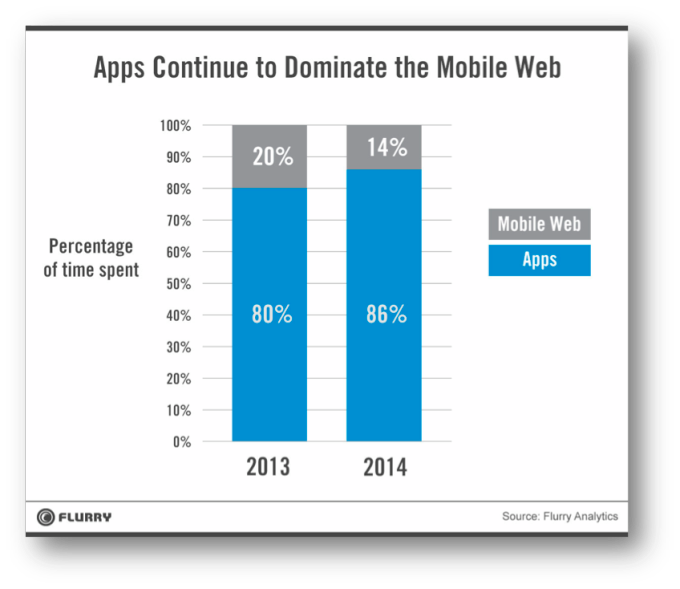 Apps Continue to Dominate the Mobile Web
100%
90%
80%
70%
60%
50%
40%
30%
20%
10%
0%
Percentage
of time spent
20%
14%
80%
86%
2013
2014
Mobile Web
Apps
FLURRY
Source: Flurry Analytics